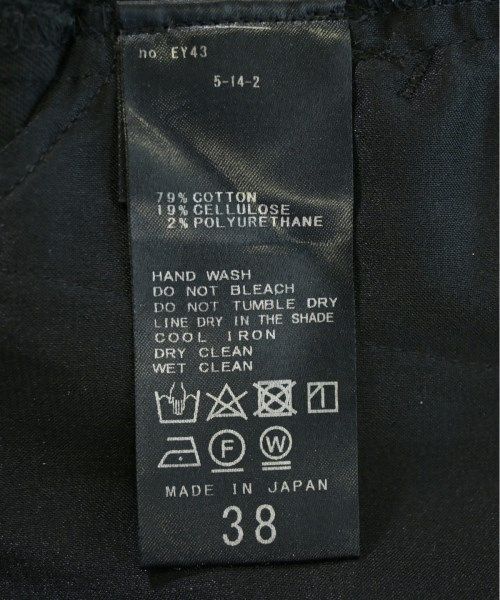 no. EY43
5-14-2
79% COTTON
19% CELLULOSE
2% POLYURETHANE
HAND WASH
DO NOT BLEACH
DO NOT TUMBLE DRY
LINE DRY IN THE SHADE
COOL IRON
DRY CLEAN
WET CLEAN
F W
MADE IN JAPAN
38